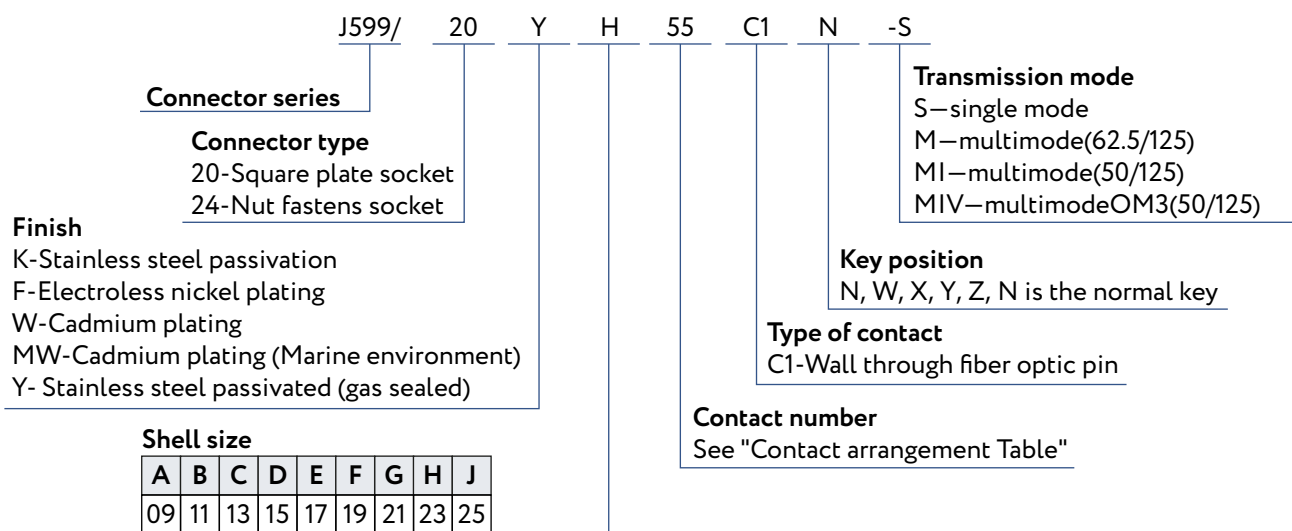 J599/ 20 Y H 55 C1 N -S
Connector series
Connector type
20-Square plate socket
24-Nut fastens socket
Finish
K-Stainless steel passivation
F-Electroless nickel plating
W-Cadmium plating
MW-Cadmium plating (Marine environment)
Y- Stainless steel passivated (gas sealed)
Shell size
A B C D E F G H J
09 11 13 15 17 19 21 23 25
Transmission mode
S—single mode
M—multimode(62.5/125)
MI—multimode(50/125)
MIV—multimodeOM3(50/125)
Key position
N, W, X, Y, Z, N is the normal key
Type of contact
C1-Wall through fiber optic pin
Contact number
See "Contact arrangement Table"